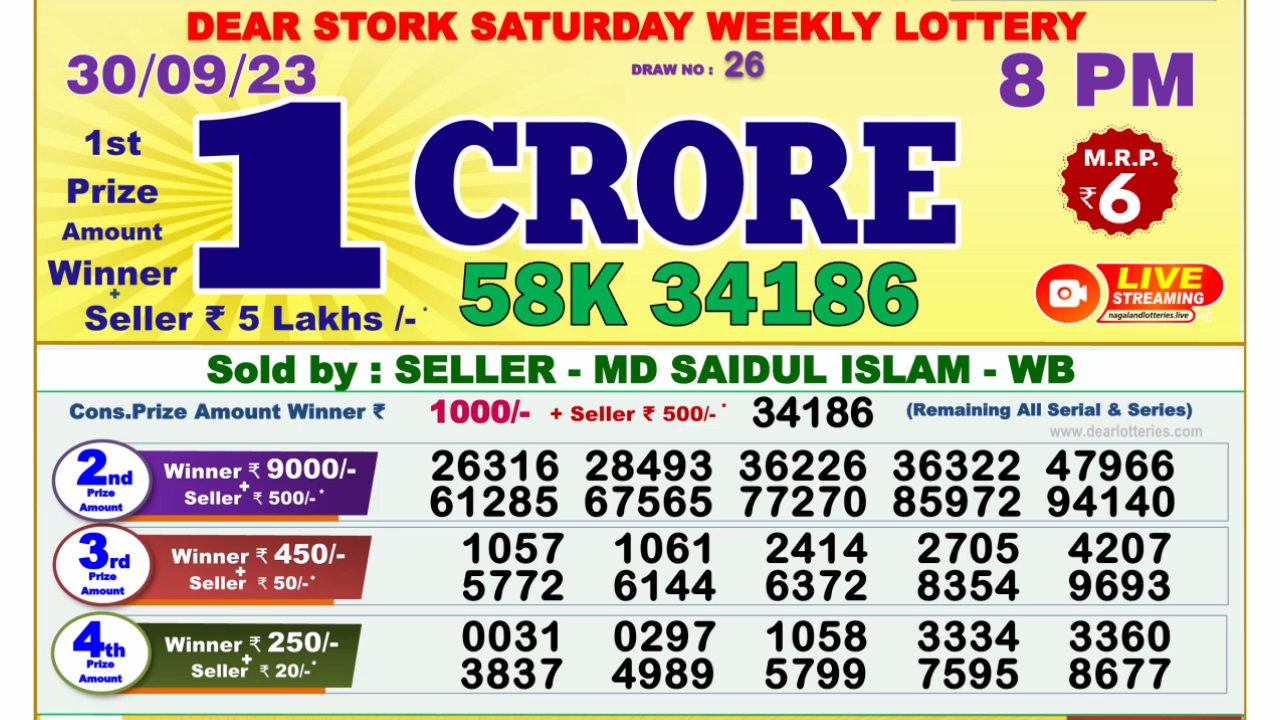 DEAR STORK SATURDAY WEEKLY LOTTERY
30/09/23
DRAW NO : 26
8 PM
1st
Prize
Amount
Winner
+
Seller ₹ 5 Lakhs /-*
1 CRORE
58K 34186
M.R.P.
₹6
LIVE
STREAMING
nagalandlotteries.live
Sold by : SELLER - MD SAIDUL ISLAM - WB
Cons.Prize Amount Winner ₹ 1000/- + Seller ₹ 500/-* 34186 (Remaining All Serial & Series)
www.dearlotteries.com
2nd
Prize
Amount
Winner ₹ 9000/-
+
Seller ₹ 500/-*
26316 28493 36226 36322 47966
61285 67565 77270 85972 94140
3rd
Prize
Amount
Winner ₹ 450/-
+
Seller ₹ 50/-*
1057 1061 2414 2705 4207
5772 6144 6372 8354 9693
4th
Prize
Amount
Winner ₹ 250/-
+
Seller ₹ 20/-*
0031 0297 1058 3334 3360
3837 4989 5799 7595 8677